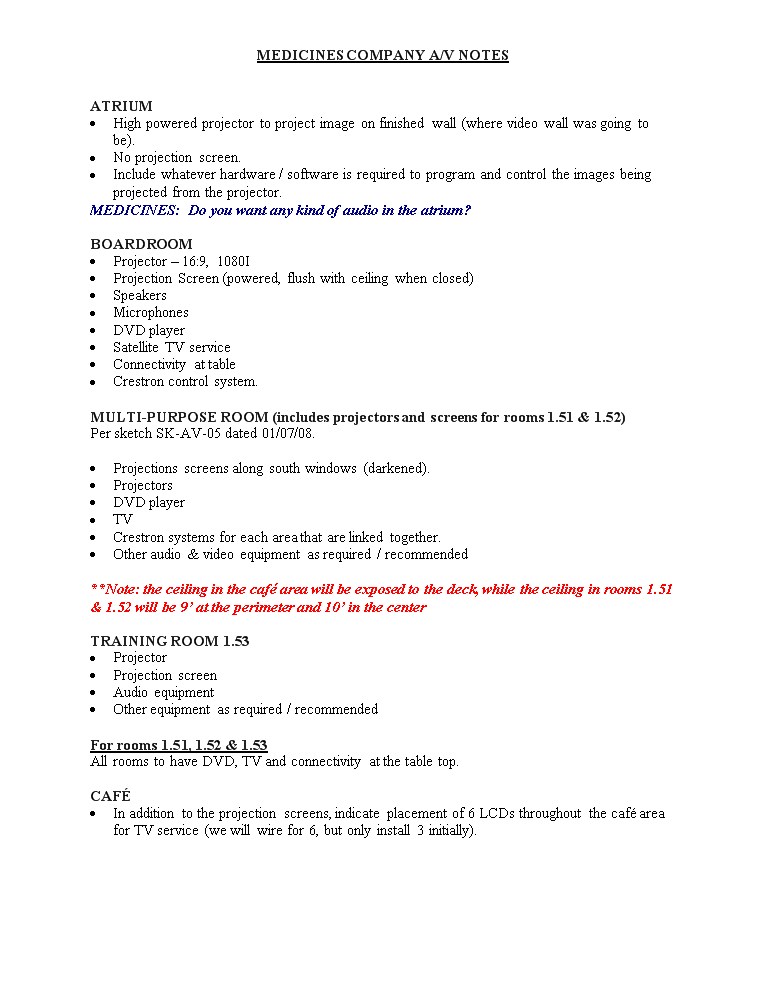 MEDICINES COMPANY A/V NOTES
ATRIUM
• High powered projector to project image on finished wall (where video wall was going to
be).
• No projection screen.
• Include whatever hardware / software is required to program and control the images being
projected from the projector.
MEDICINES: Do you want any kind of audio in the atrium?
BOARDROOM
• Projector – 16:9, 1080I
• Projection Screen (powered, flush with ceiling when closed)
• Speakers
• Microphones
• DVD player
• Satellite TV service
• Connectivity at table
• Crestron control system.
MULTI-PURPOSE ROOM (includes projectors and screens for rooms 1.51 & 1.52)
Per sketch SK-AV-05 dated 01/07/08.
• Projections screens along south windows (darkened).
• Projectors
• DVD player
• TV
• Crestron systems for each area that are linked together.
• Other audio & video equipment as required / recommended
**Note: the ceiling in the café area will be exposed to the deck, while the ceiling in rooms 1.51
& 1.52 will be 9’ at the perimeter and 10’ in the center
TRAINING ROOM 1.53
• Projector
• Projection screen
• Audio equipment
• Other equipment as required / recommended
For rooms 1.51, 1.52 & 1.53
All rooms to have DVD, TV and connectivity at the table top.
CAFÉ
• In addition to the projection screens, indicate placement of 6 LCDs throughout the café area
for TV service (we will wire for 6, but only install 3 initially).